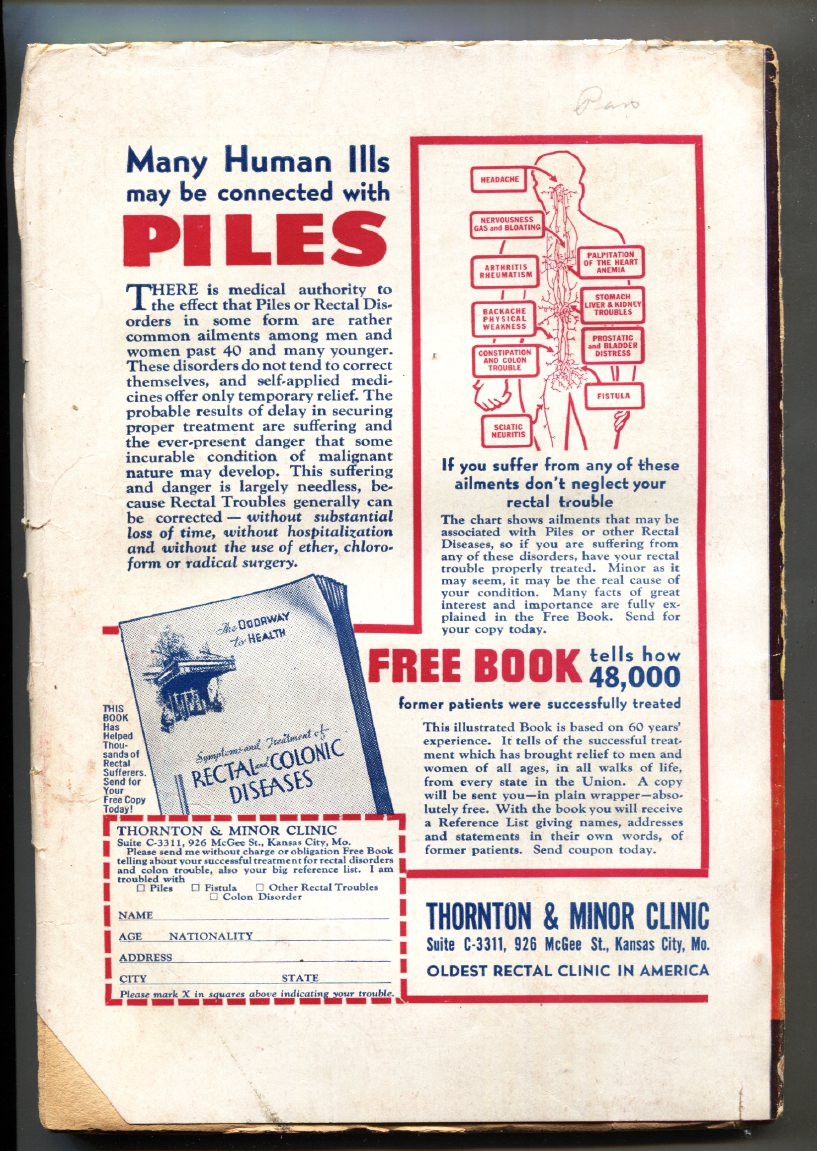 Many Human Ills
may be connected with
PILES
THERE is medical authority to
the effect that Piles or Rectal Dis-
orders in some form are rather
common ailments among men and
women past 40 and many younger.
These disorders do not tend to correct
themselves, and self-applied medi-
cines offer only temporary relief. The
probable results of delay in securing
proper treatment are suffering and
the ever-present danger that some
incurable condition of malignant
nature may develop. This suffering
and danger is largely needless, be-
cause Rectal Troubles generally can
be corrected — without substantial
loss of time, without hospitalization
and without the use of ether, chloro-
form or radical surgery.
HEADACHE
NERVOUSNESS
GAS and BLOATING
ARTHRITIS
RHEUMATISM
BACKACHE
PHYSICAL
WEAKNESS
CONSTIPATION
AND COLON
TROUBLE
SCIATIC
NEURITIS
PALPITATION
OF THE HEART
ANEMIA
STOMACH
LIVER & KIDNEY
TROUBLES
PROSTATIC
and BLADDER
DISTRESS
FISTULA
If you suffer from any of these
ailments don't neglect your
rectal trouble
The chart shows ailments that may be
associated with Piles or other Rectal
Diseases, so if you are suffering from
any of these disorders, have your rectal
trouble properly treated. Minor as it
may seem, it may be the real cause of
your condition. Many facts of great
interest and importance are fully ex-
plained in the Free Book. Send for
your copy today.
The DOORWAY
to HEALTH
Symptoms and Treatment of
RECTAL and COLONIC
DISEASES
THIS
BOOK
Has
Helped
Thou-
sands of
Rectal
Sufferers.
Send for
Your
Free Copy
Today!
FREE BOOK tells how
48,000
former patients were successfully treated
This illustrated Book is based on 60 years'
experience. It tells of the successful treat-
ment which has brought relief to men and
women of all ages, in all walks of life,
from every state in the Union. A copy
will be sent you—in plain wrapper—abso-
lutely free. With the book you will receive
a Reference List giving names, addresses
and statements in their own words, of
former patients. Send coupon today.
THORNTON & MINOR CLINIC
Suite C-3311, 926 McGee St., Kansas City, Mo.
Please send me without charge or obligation Free Book
telling about your successful treatment for rectal disorders
and colon trouble, also your big reference list. I am
troubled with
☐ Piles ☐ Fistula ☐ Other Rectal Troubles
☐ Colon Disorder
NAME
AGE NATIONALITY
ADDRESS
CITY STATE
Please mark X in squares above indicating your trouble.
THORNTON & MINOR CLINIC
Suite C-3311, 926 McGee St., Kansas City, Mo.
OLDEST RECTAL CLINIC IN AMERICA